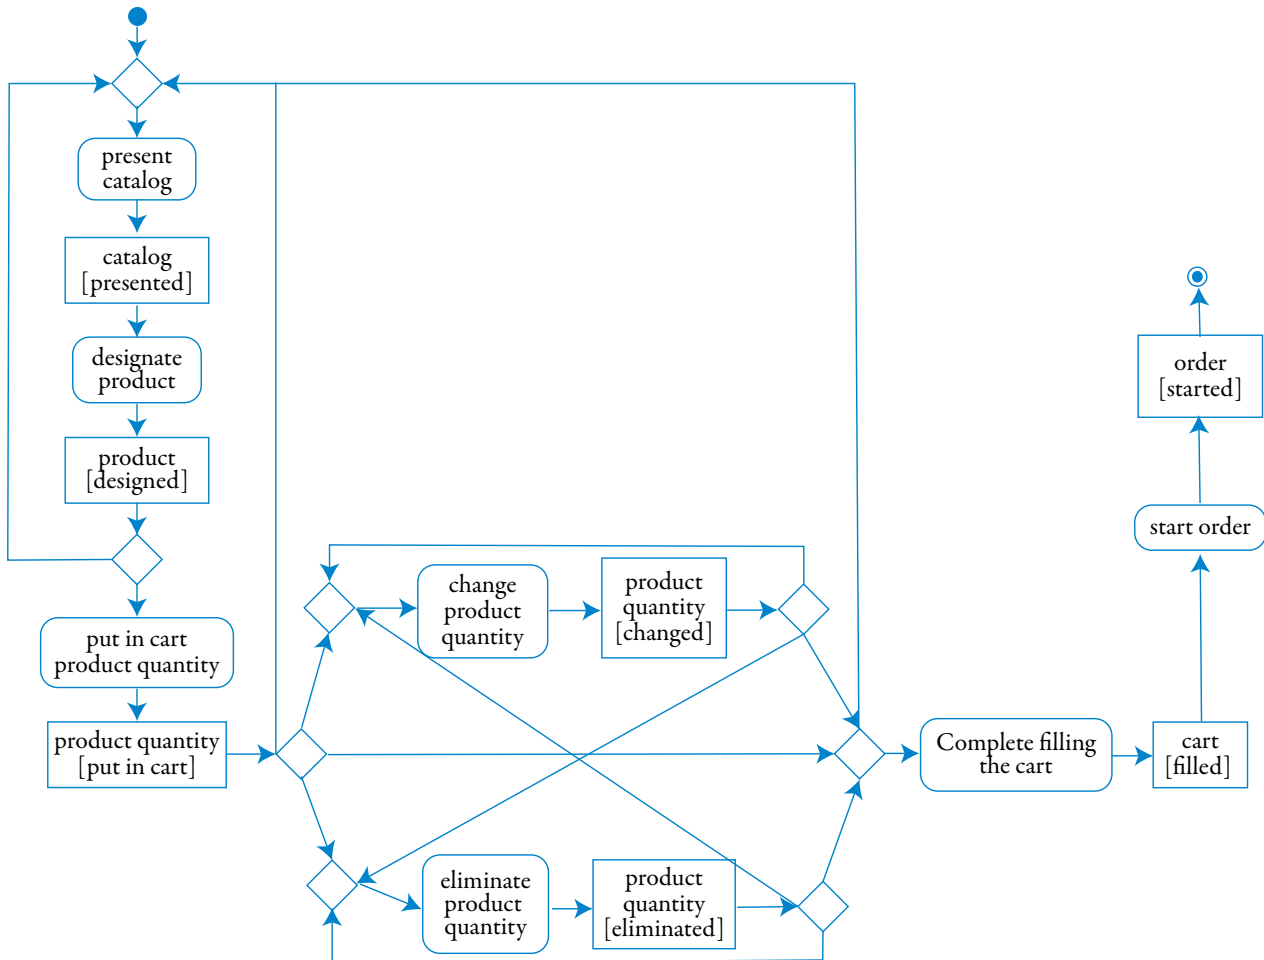 present
catalog
catalog
[presented]
designate
product
product
[designed]
put in cart
product quantity
product quantity
[put in cart]
change
product
quantity
product
quantity
[changed]
eliminate
product
quantity
product
quantity
[eliminated]
Complete filling
the cart
cart
[filled]
start order
order
[started]